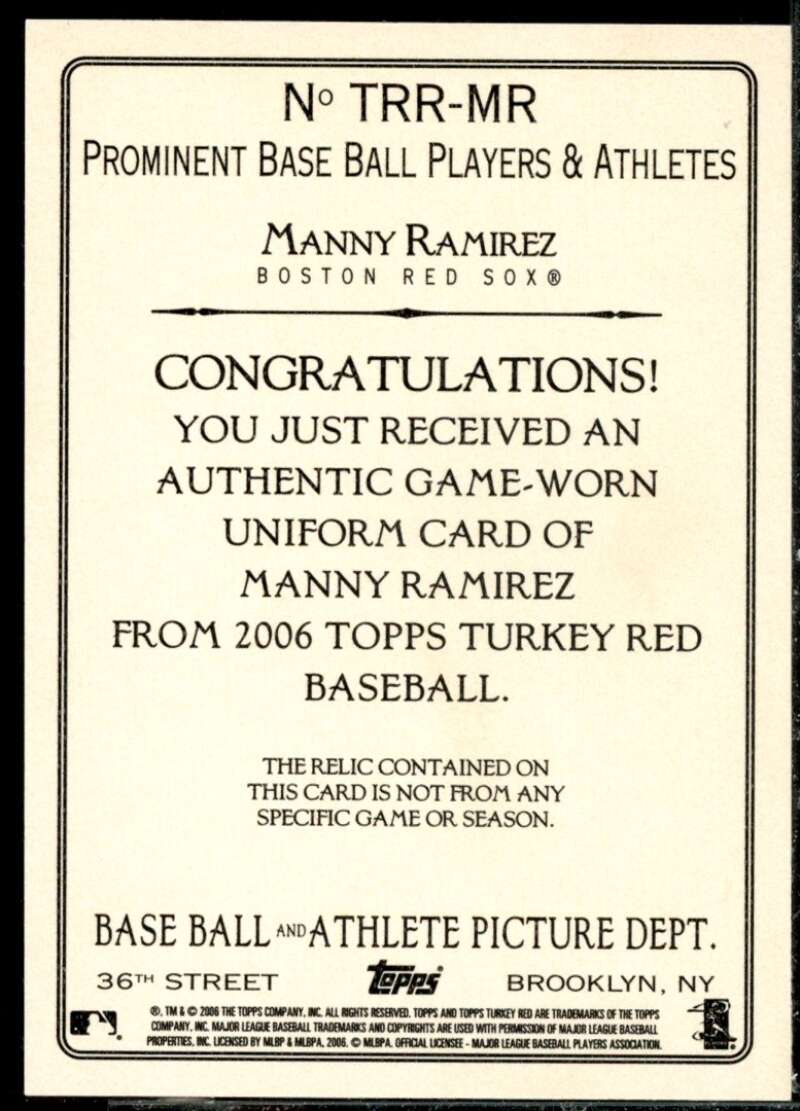 Nº TRR-MR
PROMINENT BASE BALL PLAYERS & ATHLETES
MANNY RAMIREZ
BOSTON RED SOX®
CONGRATULATIONS!
YOU JUST RECEIVED AN
AUTHENTIC GAME-WORN
UNIFORM CARD OF
MANNY RAMIREZ
FROM 2006 TOPPS TURKEY RED
BASEBALL.
THE RELIC CONTAINED ON
THIS CARD IS NOT FROM ANY
SPECIFIC GAME OR SEASON.
BASE BALL AND ATHLETE PICTURE DEPT.
36TH STREET topps BROOKLYN, NY
®, TM & © 2006 THE TOPPS COMPANY, INC. ALL RIGHTS RESERVED. TOPPS AND TOPPS TURKEY RED ARE TRADEMARKS OF THE TOPPS
COMPANY, INC. MAJOR LEAGUE BASEBALL TRADEMARKS AND COPYRIGHTS ARE USED WITH PERMISSION OF MAJOR LEAGUE BASEBALL
PROPERTIES, INC. LICENSED BY MLBP & MLBPA, 2006. © MLBPA. OFFICIAL LICENSEE - MAJOR LEAGUE BASEBALL PLAYERS ASSOCIATION.